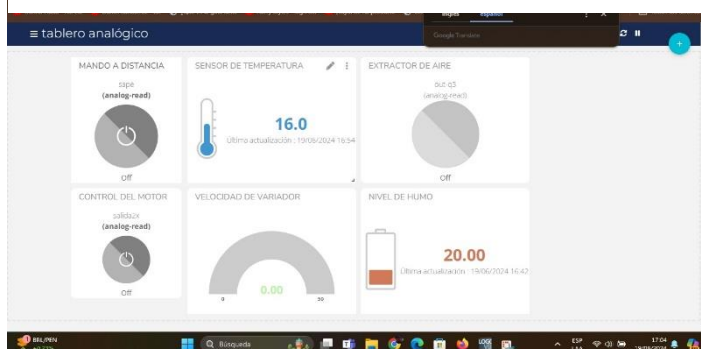 inglés español
Google Translate
≡ tablero analógico
MANDO A DISTANCIA
sape
(analog-read)
Off
SENSOR DE TEMPERATURA
16.0
Última actualización : 19/06/2024 16:54
EXTRACTOR DE AIRE
but-q3
(analog-read)
Off
CONTROL DEL MOTOR
salida2x
(analog-read)
Off
VELOCIDAD DE VARIADOR
0.00
0 50
NIVEL DE HUMO
20.00
Última actualización : 19/06/2024 16:42
BEL/PEN
+0.23%
Búsqueda
ESP
LAA
17:04
19/06/2024